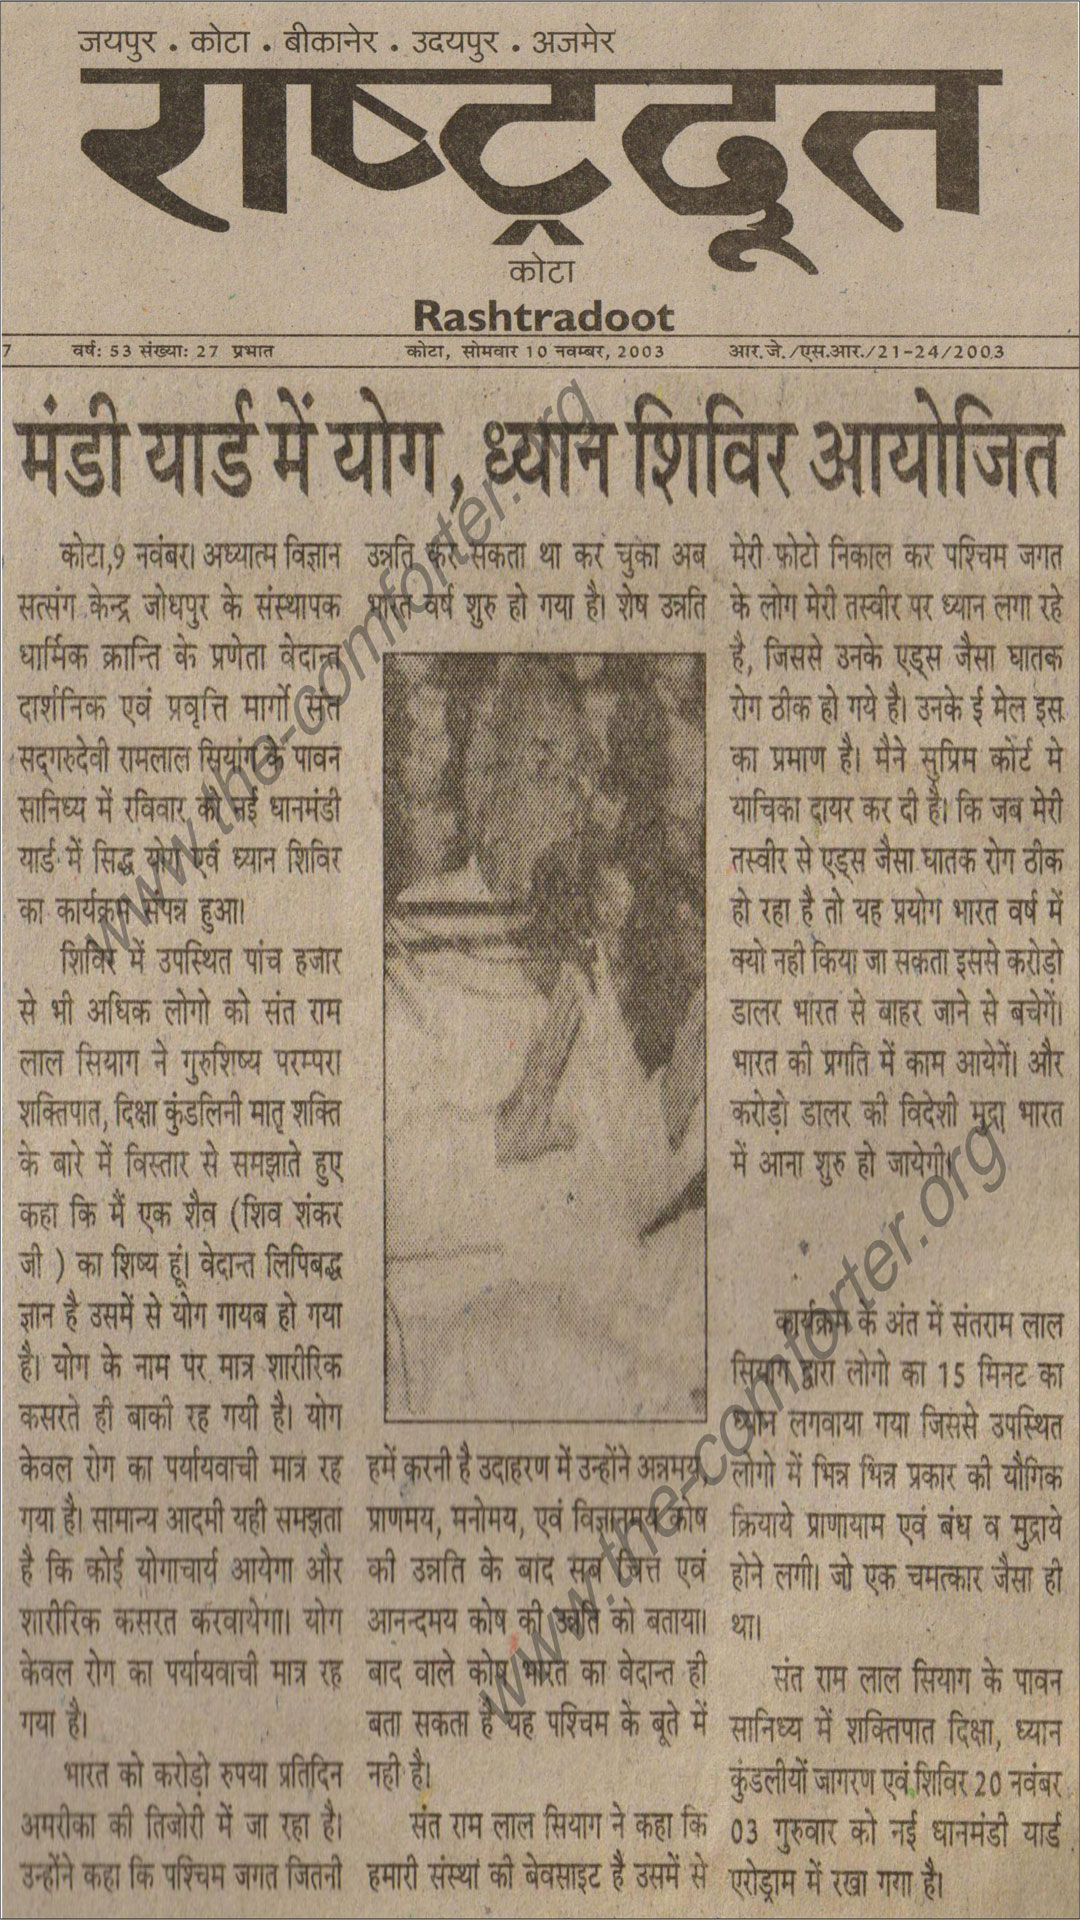 जयपुर . कोटा . बीकानेर . उदयपुर . अजमेर
राष्ट्रदूत
कोटा
Rashtradoot
7 वर्ष: 53 संख्या: 27 प्रभात कोटा, सोमवार 10 नवम्बर, 2003 आर.जे./एस.आर./21-24/2003
मंडी यार्ड में योग, ध्यान शिविर आयोजित
कोटा,9 नवंबर। अध्यात्म विज्ञान
सत्संग केन्द्र जोधपुर के संस्थापक
धार्मिक क्रान्ति के प्रणेता वेदान्त
दार्शनिक एवं प्रवृत्ति मार्गो संत
सद्गरुदेवी रामलाल सियांग के पावन
सानिध्य में रविवार को नई धानमंडी
यार्ड में सिद्ध योग एवं ध्यान शिविर
का कार्यक्रम संपन्न हुआ।
शिविर में उपस्थित पांच हजार
से भी अधिक लोगो को संत राम
लाल सियाग ने गुरुशिष्य परम्परा
शक्तिपात, दिक्षा कुंडलिनी मातृ शक्ति
के बारे में विस्तार से समझाते हुए
कहा कि मैं एक शैव (शिव शंकर
जी ) का शिष्य हूं। वेदान्त लिपिबद्ध
ज्ञान है उसमें से योग गायब हो गया
है। योग के नाम पर मात्र शारीरिक
कसरते ही बाकी रह गयी है। योग
केवल रोग का पर्यायवाची मात्र रह
गया है। सामान्य आदमी यही समझता
है कि कोई योगाचार्य आयेगा और
शारीरिक कसरत करवायेगा। योग
केवल रोग का पर्यायवाची मात्र रह
गया है।
भारत को करोड़ो रुपया प्रतिदिन
अमरीका की तिजोरी में जा रहा है।
उन्होंने कहा कि पश्चिम जगत जितनी
उन्नति कर सकता था कर चुका अब
भारत वर्ष शुरु हो गया है। शेष उन्नति
हमें करनी है उदाहरण में उन्होंने अन्नमय,
प्राणमय, मनोमय, एवं विज्ञानमय कोष
की उन्नति के बाद सब चित्त एवं
आनन्दमय कोष की उन्नति को बताया।
बाद वाले कोष भारत का वेदान्त ही
बता सकता है यह पश्चिम के बूते में
नही है।
संत राम लाल सियाग ने कहा कि
हमारी संस्था की बेवसाइट है उसमें से
मेरी फ़ोटो निकाल कर पश्चिम जगत
के लोग मेरी तस्वीर पर ध्यान लगा रहे
है, जिससे उनके एड्स जैसा घातक
रोग ठीक हो गये है। उनके ई मेल इस
का प्रमाण है। मैने सुप्रिम कोर्ट मे
याचिका दायर कर दी है। कि जब मेरी
तस्वीर से एड्स जैसा घातक रोग ठीक
हो रहा है तो यह प्रयोग भारत वर्ष में
क्यो नही किया जा सकता इससे करोड़ो
डालर भारत से बाहर जाने से बचेगें।
भारत की प्रगति में काम आयेगें। और
करोड़ो डालर की विदेशी मुद्रा भारत
में आना शुरु हो जायेगी।
कार्यक्रम के अंत में संतराम लाल
सियाग द्वारा लोगो का 15 मिनट का
ध्यान लगवाया गया जिससे उपस्थित
लोगो में भिन्न भिन्न प्रकार की यौगिक
क्रियाये प्राणायाम एवं बंध व मुद्राये
होने लगी। जो एक चमत्कार जैसा ही
था।
संत राम लाल सियाग के पावन
सानिध्य में शक्तिपात दिक्षा, ध्यान
कुंडलीयों जागरण एवं शिविर 20 नवंबर
03 गुरुवार को नई धानमंडी यार्ड
एरोड्राम में रखा गगा है।
www.the-comforter.org
www.the-comforter.org